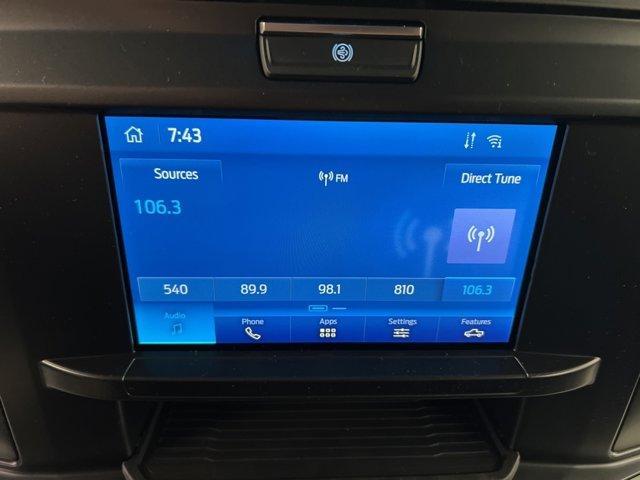 7:43
Sources FM Direct Tune
106.3
540 89.9 98.1 810 106.3
Audio Phone Apps Settings Features